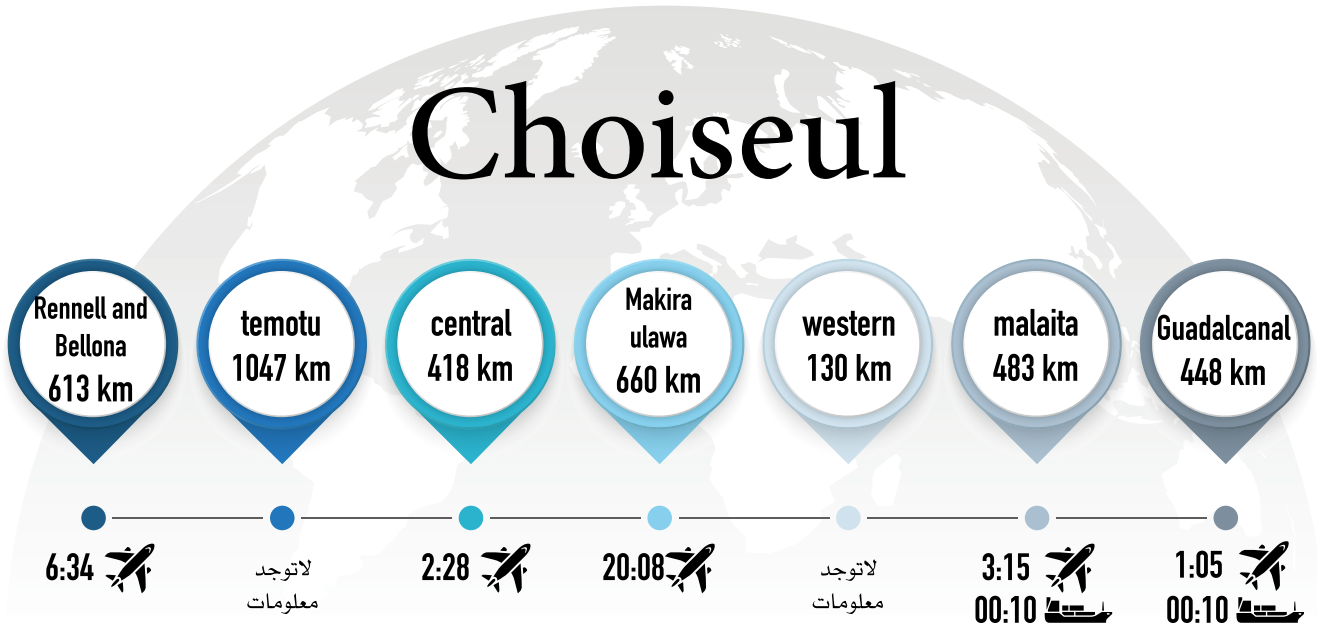 Choiseul
Rennell and
Bellona
613 km
temotu
1047 km
central
418 km
Makira
ulawa
660 km
western
130 km
malaita
483 km
Guadalcanal
448 km
6:34
لاتوجد
معلومات
2:28
20:08
لاتوجد
معلومات
3:15
00:10
1:05
00:10